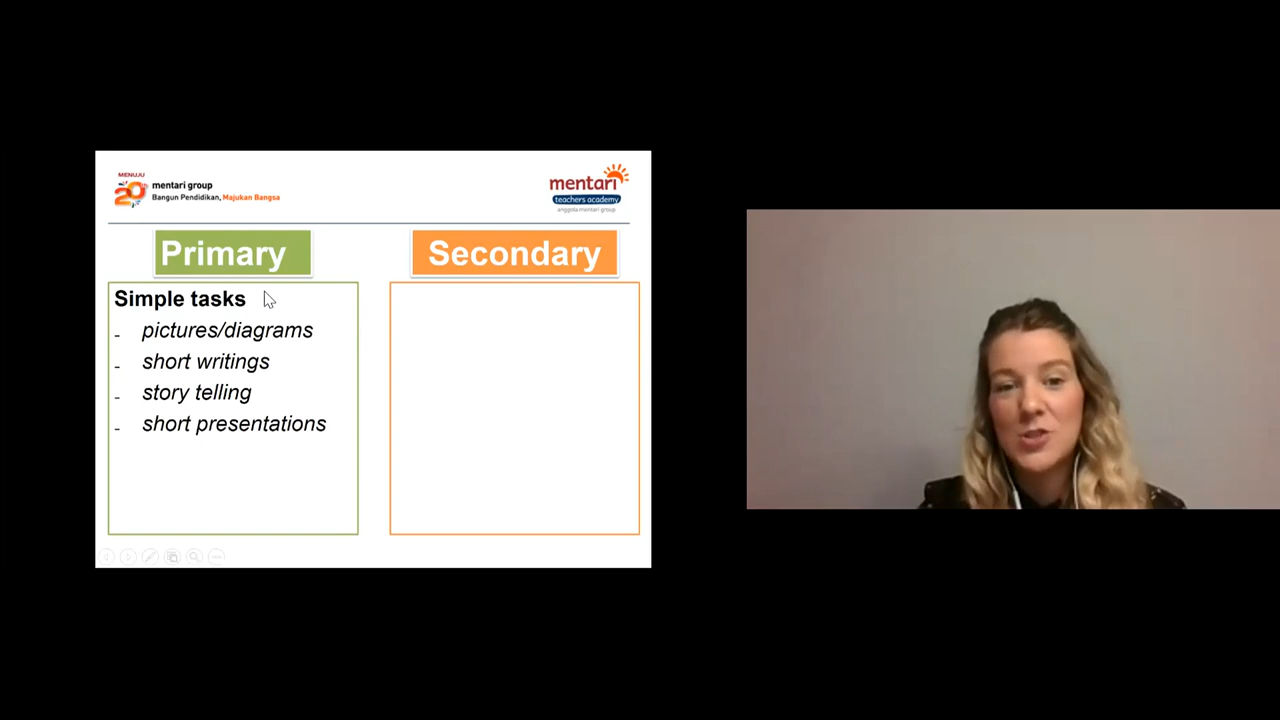 MENUJU
20th
mentari group
Bangun Pendidikan, Majukan Bangsa
mentari
teachers academy
anggota mentari group
Primary
Secondary
Simple tasks
- pictures/diagrams
- short writings
- story telling
- short presentations